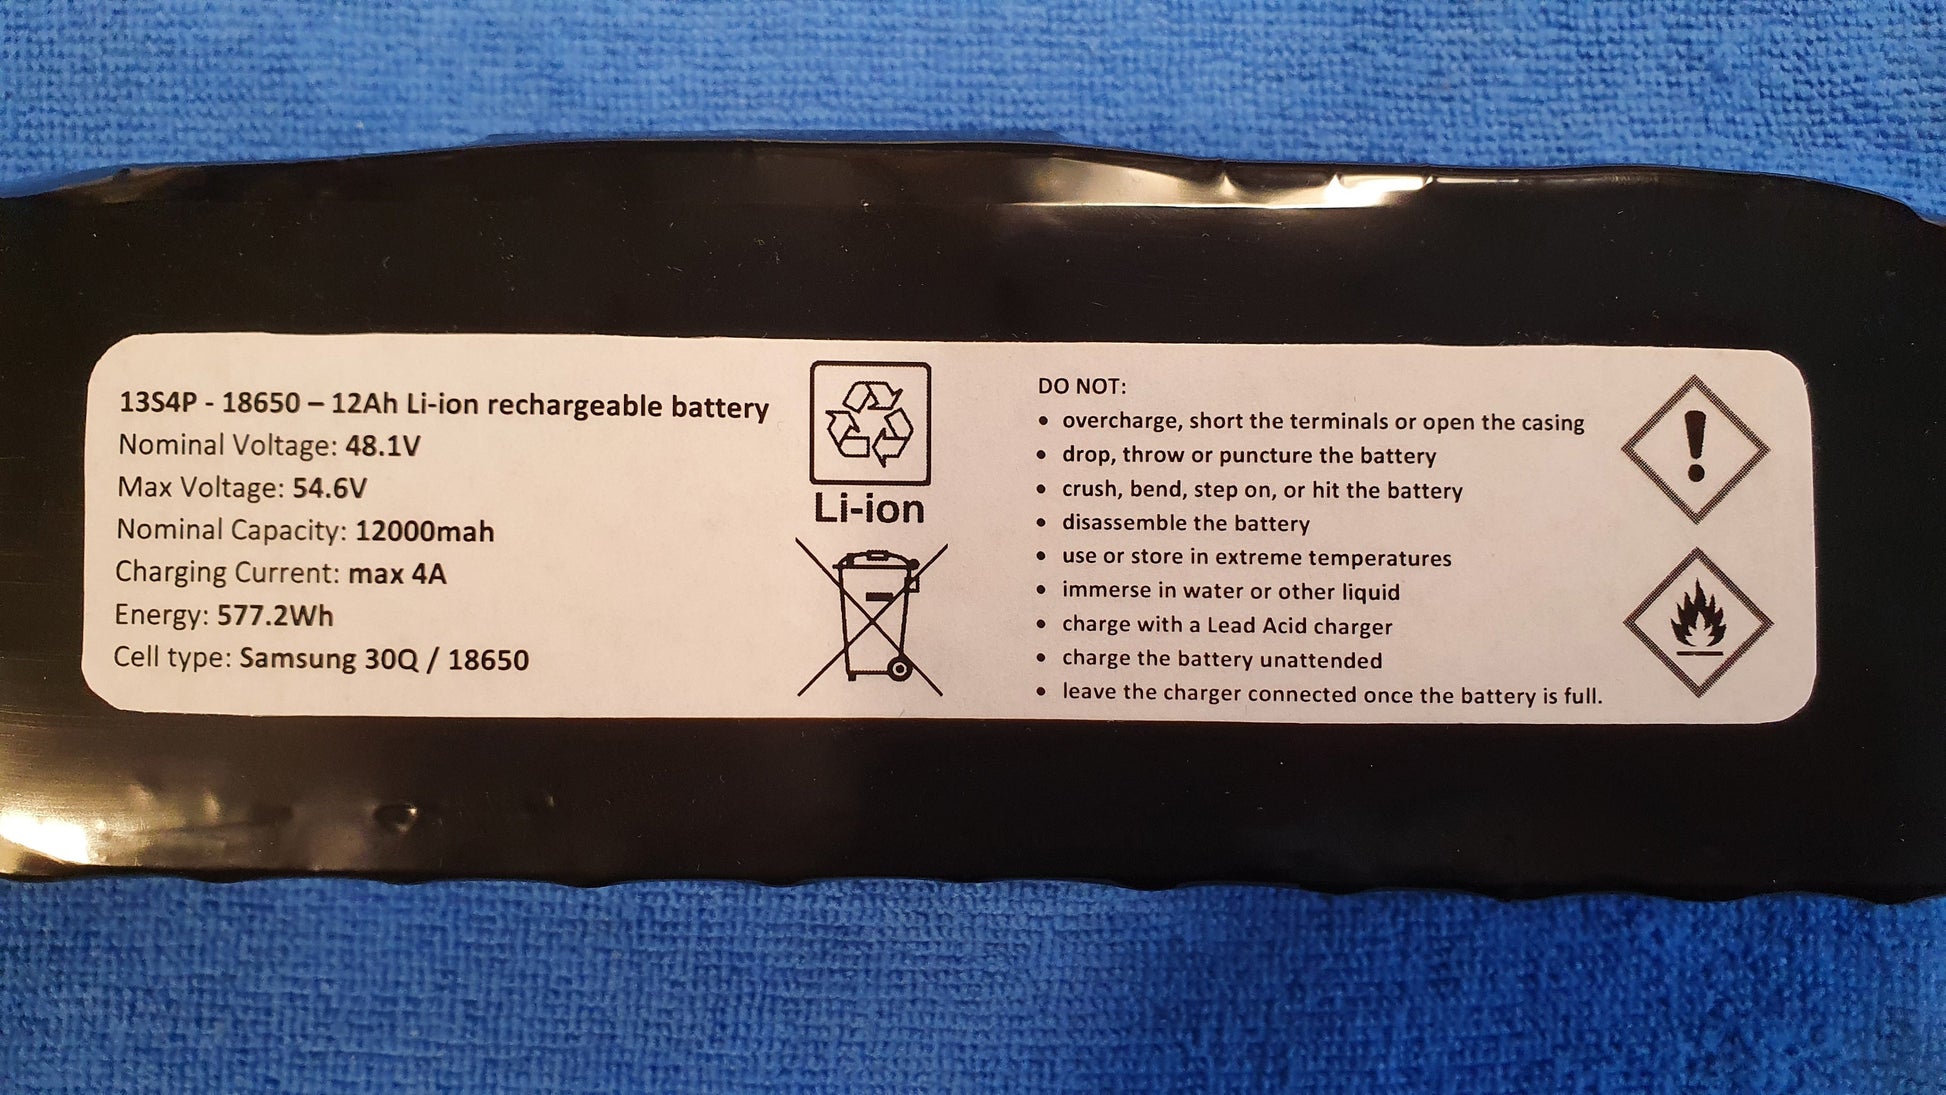 13S4P - 18650 – 12Ah Li-ion rechargeable battery
Nominal Voltage: 48.1V
Max Voltage: 54.6V
Nominal Capacity: 12000mah
Charging Current: max 4A
Energy: 577.2Wh
Cell type: Samsung 30Q / 18650
Li-ion
DO NOT:
• overcharge, short the terminals or open the casing
• drop, throw or puncture the battery
• crush, bend, step on, or hit the battery
• disassemble the battery
• use or store in extreme temperatures
• immerse in water or other liquid
• charge with a Lead Acid charger
• charge the battery unattended
• leave the charger connected once the battery is full.